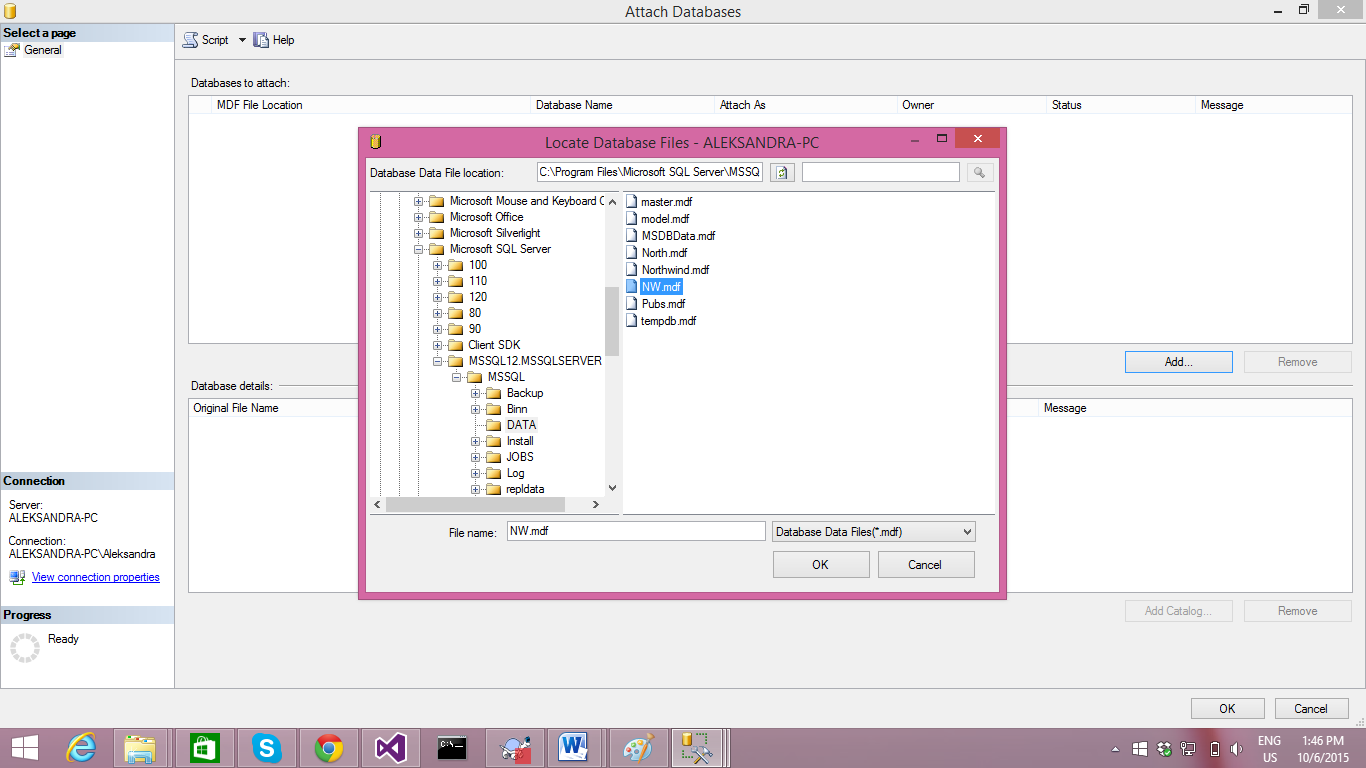 Attach Databases
Select a page
General
Script
Help
Databases to attach:
MDF File Location Database Name Attach As Owner Status Message
Locate Database Files - ALEKSANDRA-PC
Database Data File location: C:\Program Files\Microsoft SQL Server\MSSQ
Microsoft Mouse and Keyboard C
Microsoft Office
Microsoft Silverlight
Microsoft SQL Server
100
110
120
80
90
Client SDK
MSSQL12.MSSQLSERVER
MSSQL
Backup
Binn
DATA
Install
JOBS
Log
repldata
master.mdf
model.mdf
MSDBData.mdf
North.mdf
Northwind.mdf
NW.mdf
Pubs.mdf
tempdb.mdf
File name: NW.mdf Database Data Files(*.mdf)
OK Cancel
Add... Remove
Database details:
Original File Name Message
Add Catalog... Remove
Connection
Server:
ALEKSANDRA-PC
Connection:
ALEKSANDRA-PC\Aleksandra
View connection properties
Progress
Ready
OK Cancel
C:\.
ENG
US
1:46 PM
10/6/2015